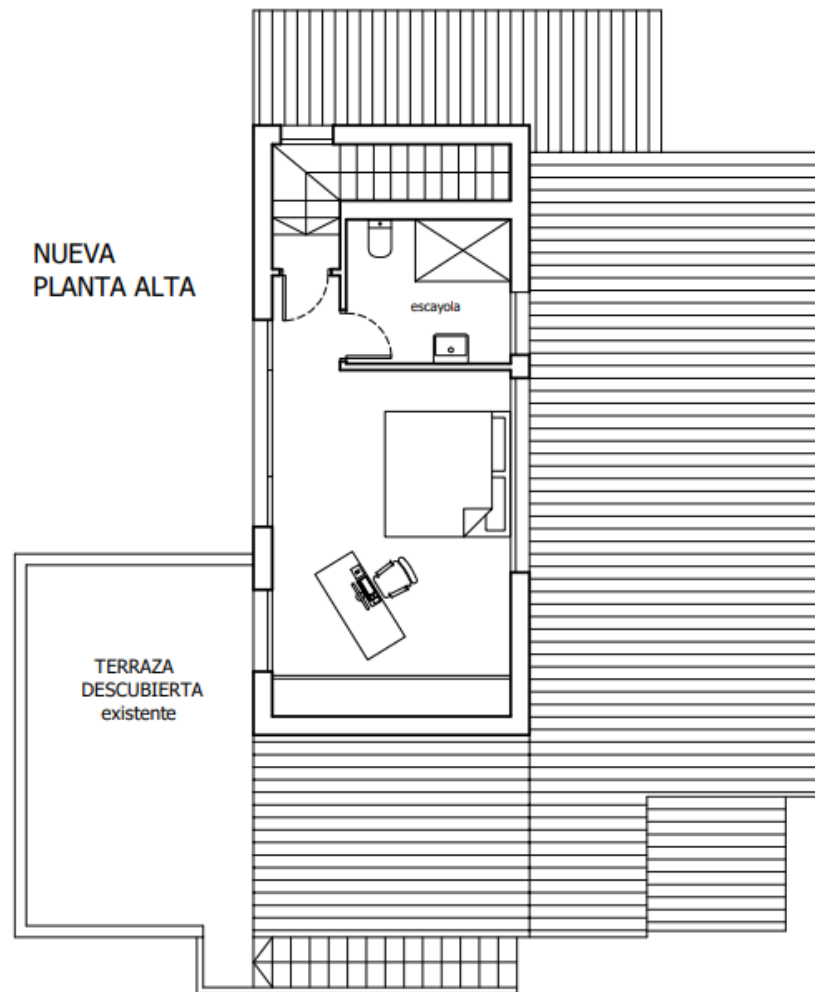 NUEVA
PLANTA ALTA
escayola
TERRAZA
DESCUBIERTA
existente